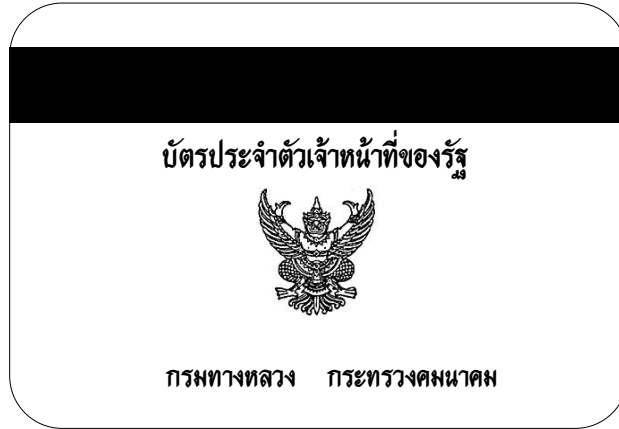 บัตรประจำตัวเจ้าหน้าที่ของรัฐ
กรมทางหลวง กระทรวงคมนาคม